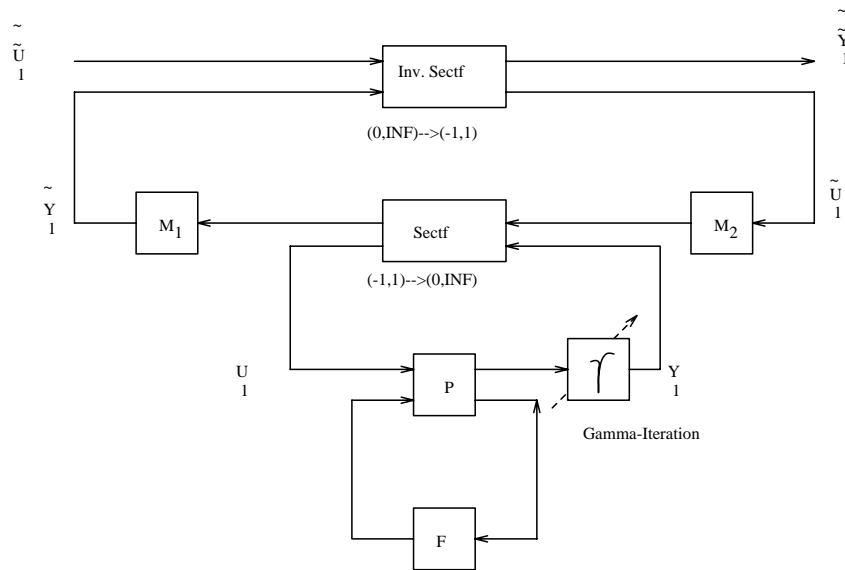 ~ ~
U
1
~ ~
Y
1
Inv. Sectf
(0,INF)-->(-1,1)
~
Y
1
M1
Sectf
M2
~
U
1
(-1,1)-->(0,INF)
U
1
P
γ
Y
1
Gamma-Iteration
F